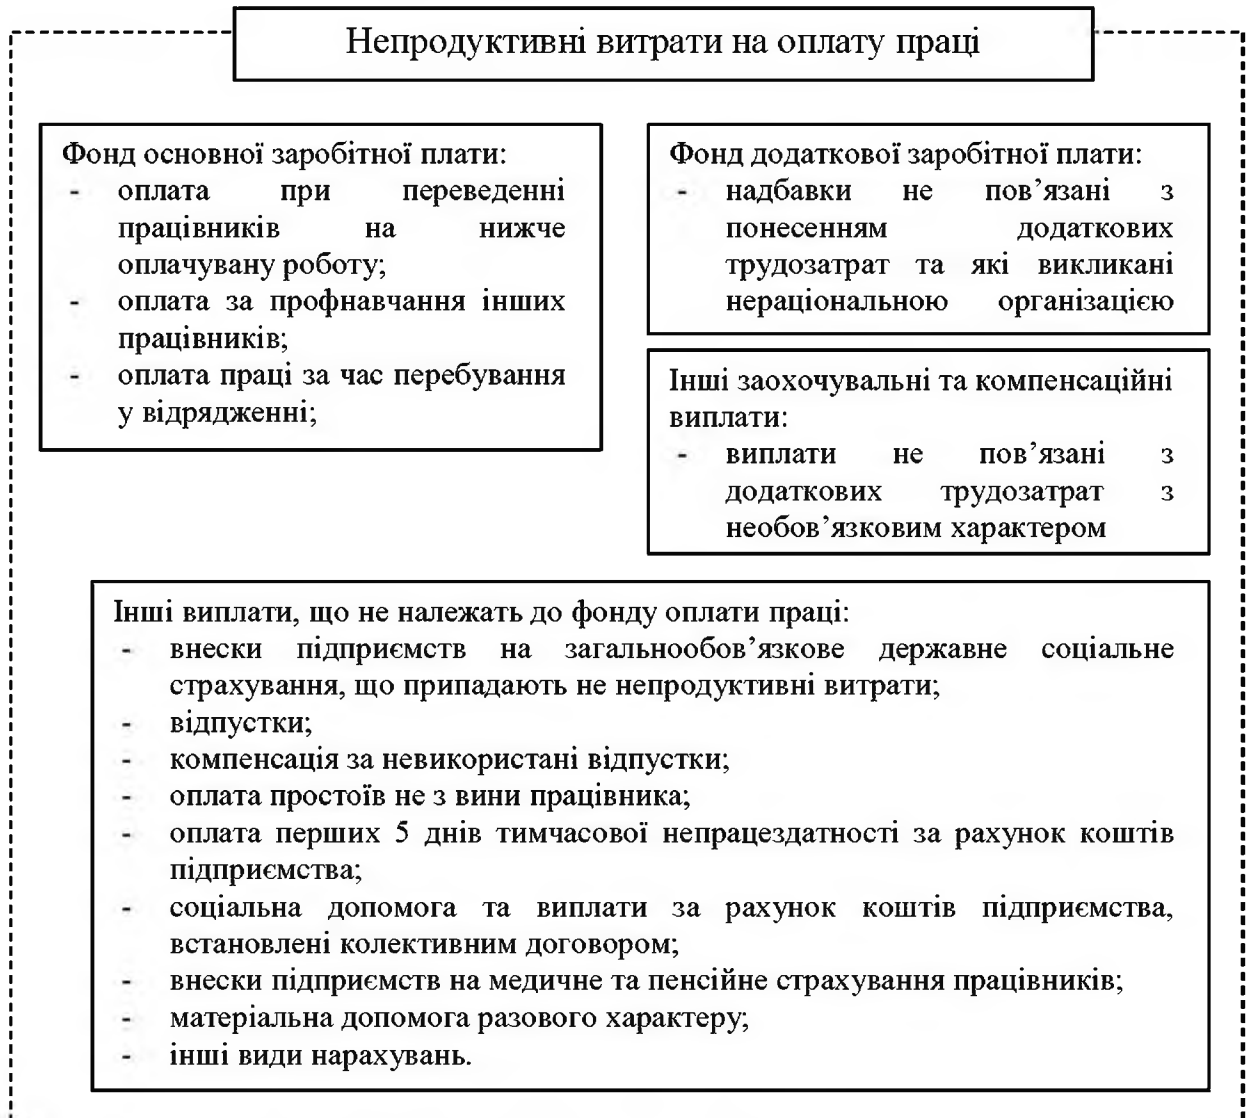 Непродуктивні витрати на оплату праці
Фонд основної заробітної плати:
- оплата при переведенні
працівників на нижче
оплачувану роботу;
- оплата за профнавчання інших
працівників;
- оплата праці за час перебування
у відрядженні;
Фонд додаткової заробітної плати:
- надбавки не пов’язані з
понесенням додаткових
трудозатрат та які викликані
нераціональною організацією
Інші заохочувальні та компенсаційні
виплати:
- виплати не пов’язані з
додаткових трудозатрат з
необов’язковим характером
Інші виплати, що не належать до фонду оплати праці:
- внески підприємств на загальнообов’язкове державне соціальне
страхування, що припадають не непродуктивні витрати;
- відпустки;
- компенсація за невикористані відпустки;
- оплата простоїв не з вини працівника;
- оплата перших 5 днів тимчасової непрацездатності за рахунок коштів
підприємства;
- соціальна допомога та виплати за рахунок коштів підприємства,
встановлені колективним договором;
- внески підприємств на медичне та пенсійне страхування працівників;
- матеріальна допомога разового характеру;
- інші види нарахувань.